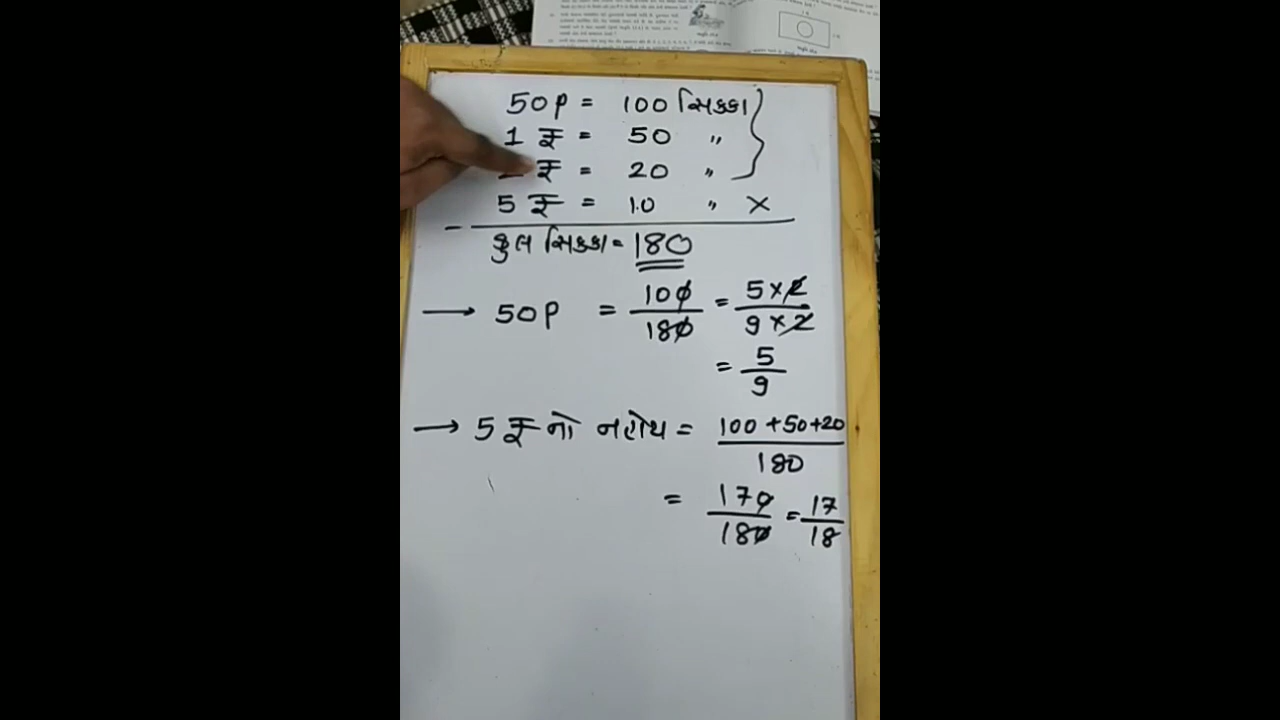 50P = 100 સિક્કા
1 ₹ = 50 "
₹ = 20 "
5 ₹ = 10 " X
કુલ સિક્કા = 180
→ 50P = 100/180 = 5×2/9×2
= 5/9
→ 5 ₹ નો ન હોય = 100+50+20/180
= 170/180 = 17/18